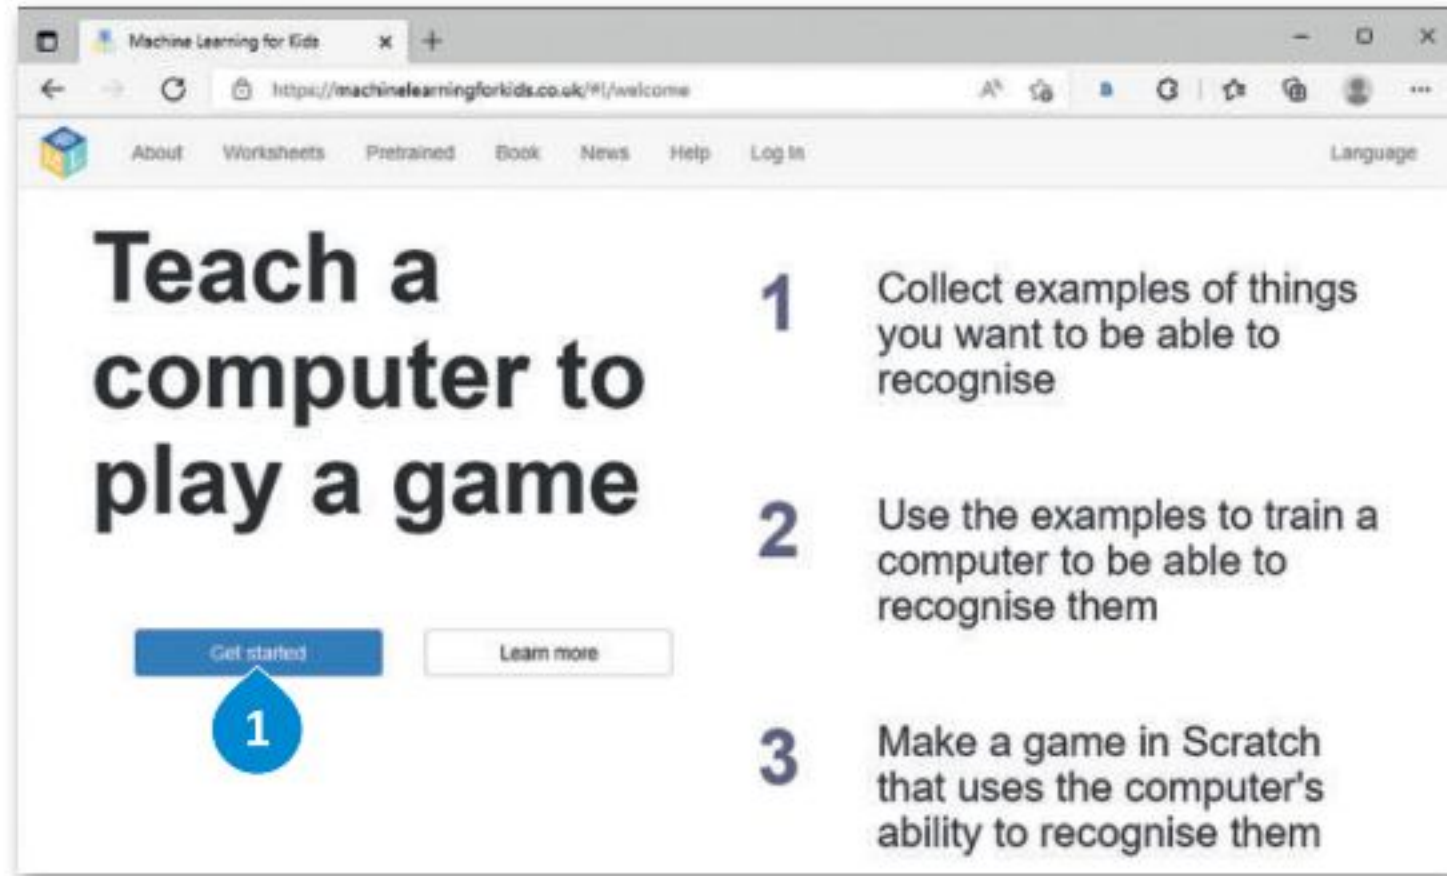 Machine Learning for Kids
https://machinelearningforkids.co.uk/#!/welcome
About Worksheets Pretrained Book News Help Log In Language
Teach a
computer to
play a game
Get started Learn more
1
1 Collect examples of things
you want to be able to
recognise
2 Use the examples to train a
computer to be able to
recognise them
3 Make a game in Scratch
that uses the computer's
ability to recognise them